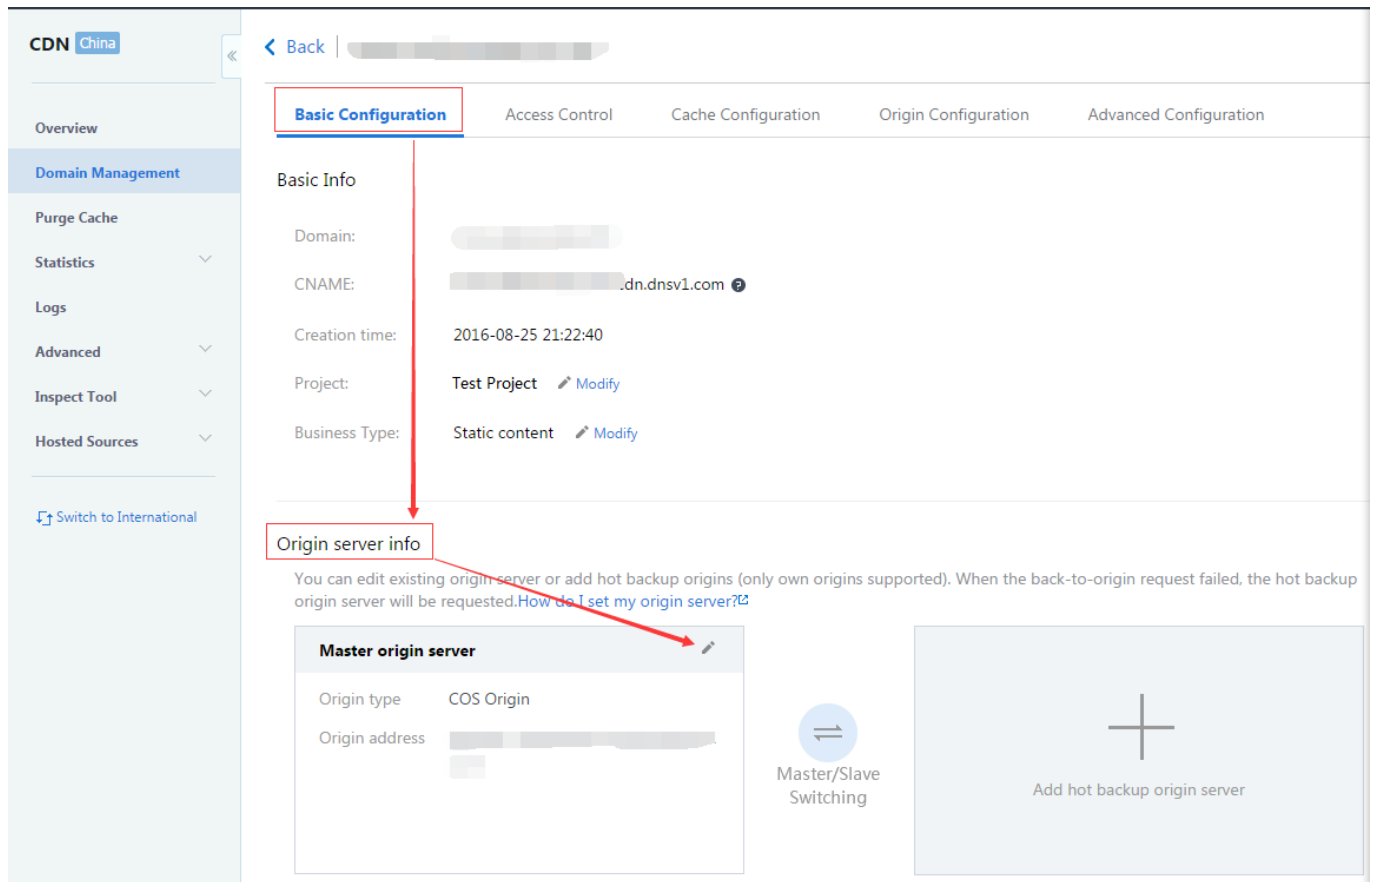 CDN China
Back
Basic Configuration Access Control Cache Configuration Origin Configuration Advanced Configuration
Overview
Domain Management
Purge Cache
Statistics
Logs
Advanced
Inspect Tool
Hosted Sources
Switch to International
Basic Info
Domain:
CNAME: dn.dnsv1.com
Creation time: 2016-08-25 21:22:40
Project: Test Project Modify
Business Type: Static content Modify
Origin server info
You can edit existing origin server or add hot backup origins (only own origins supported). When the back-to-origin request failed, the hot backup
origin server will be requested.How do I set my origin server?
Master origin server
Origin type COS Origin
Origin address
Master/Slave
Switching
Add hot backup origin server